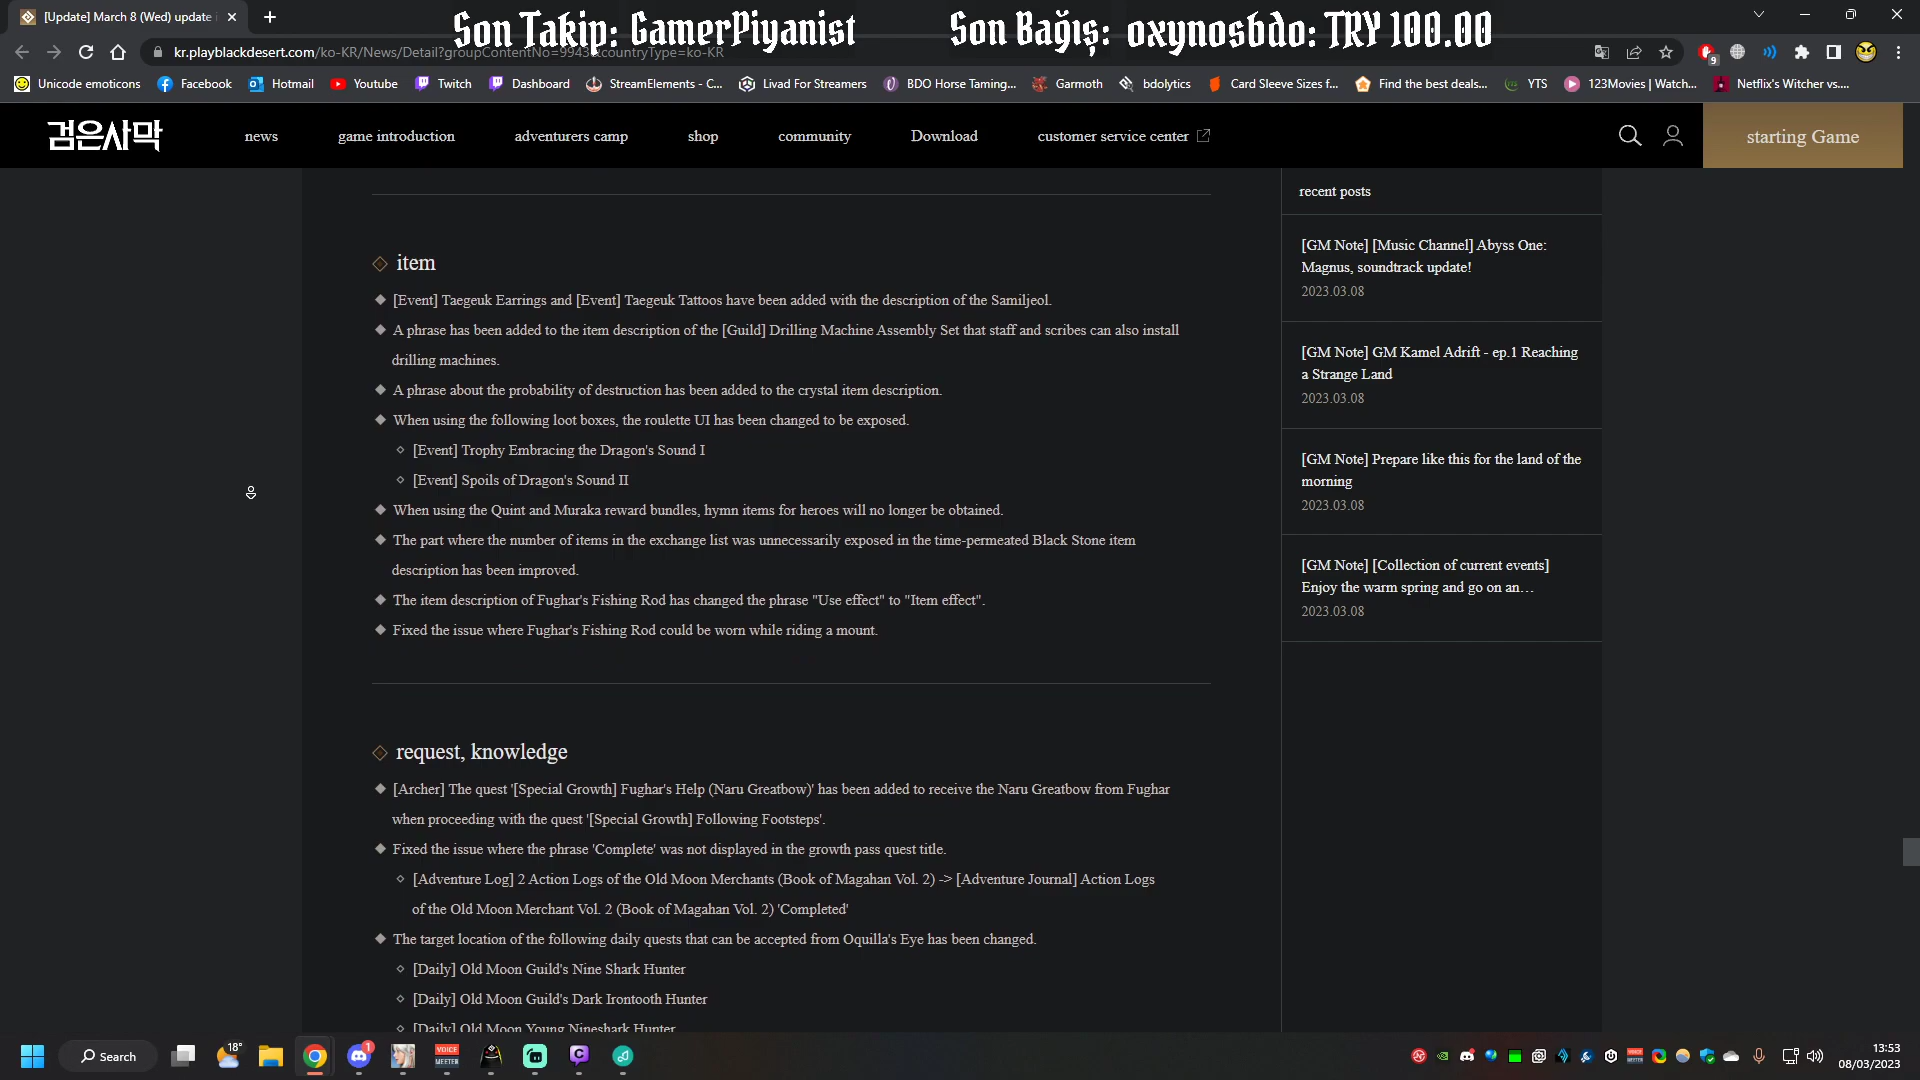 [Update] March 8 (Wed) update
Son Takip: GamerPiyanist
Son Bağış: oxynosbdo: TRY 100.00
kr.playblackdesert.com/ko-KR/News/Detail?groupContentNo=9943&countryType=ko-KR
9
Unicode emoticons
Facebook
Hotmail
Youtube
Twitch
Dashboard
StreamElements - C...
Livad For Streamers
BDO Horse Taming...
Garmoth
bdolytics
Card Sleeve Sizes f...
Find the best deals...
YTS
123Movies | Watch...
Netflix's Witcher vs....
검은사막
news
game introduction
adventurers camp
shop
community
Download
customer service center
starting Game
item
[Event] Taegeuk Earrings and [Event] Taegeuk Tattoos have been added with the description of the Samiljeol.
A phrase has been added to the item description of the [Guild] Drilling Machine Assembly Set that staff and scribes can also install
drilling machines.
A phrase about the probability of destruction has been added to the crystal item description.
When using the following loot boxes, the roulette UI has been changed to be exposed.
[Event] Trophy Embracing the Dragon's Sound I
[Event] Spoils of Dragon's Sound II
When using the Quint and Muraka reward bundles, hymn items for heroes will no longer be obtained.
The part where the number of items in the exchange list was unnecessarily exposed in the time-permeated Black Stone item
description has been improved.
The item description of Fughar's Fishing Rod has changed the phrase "Use effect" to "Item effect".
Fixed the issue where Fughar's Fishing Rod could be worn while riding a mount.
request, knowledge
[Archer] The quest '[Special Growth] Fughar's Help (Naru Greatbow)' has been added to receive the Naru Greatbow from Fughar
when proceeding with the quest '[Special Growth] Following Footsteps'.
Fixed the issue where the phrase 'Complete' was not displayed in the growth pass quest title.
[Adventure Log] 2 Action Logs of the Old Moon Merchants (Book of Magahan Vol. 2) -> [Adventure Journal] Action Logs
of the Old Moon Merchant Vol. 2 (Book of Magahan Vol. 2) 'Completed'
The target location of the following daily quests that can be accepted from Oquilla's Eye has been changed.
[Daily] Old Moon Guild's Nine Shark Hunter
[Daily] Old Moon Guild's Dark Irontooth Hunter
[Daily] Old Moon Young Nineshark Hunter
recent posts
[GM Note] [Music Channel] Abyss One:
Magnus, soundtrack update!
2023.03.08
[GM Note] GM Kamel Adrift - ep.1 Reaching
a Strange Land
2023.03.08
[GM Note] Prepare like this for the land of the
morning
2023.03.08
[GM Note] [Collection of current events]
Enjoy the warm spring and go on an…
2023.03.08
Search
18°
1
VOICE
MEETER
13:53
08/03/2023